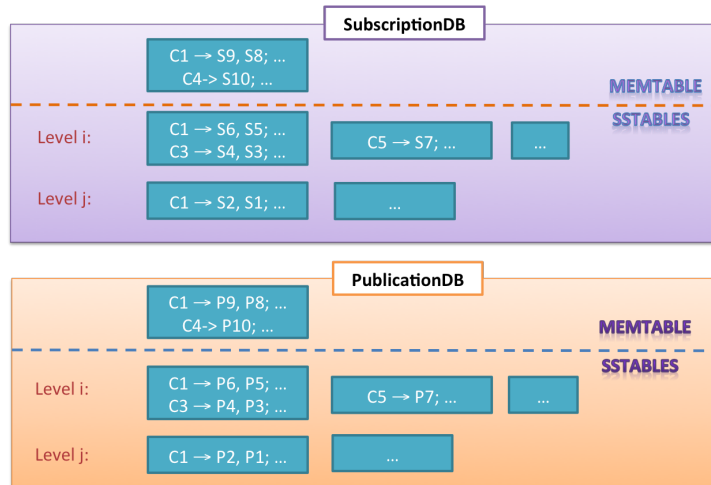 SubscriptionDB
C1 → S9, S8; ...
C4-> S10; ...
MEMTABLE
SSTABLES
Level i:
C1 → S6, S5; ...
C3 → S4, S3; ...
C5 → S7; ...
...
Level j:
C1 → S2, S1; ...
...
PublicationDB
C1 → P9, P8; ...
C4-> P10; ...
MEMTABLE
SSTABLES
Level i:
C1 → P6, P5; ...
C3 → P4, P3; ...
C5 → P7; ...
...
Level j:
C1 → P2, P1; ...
...